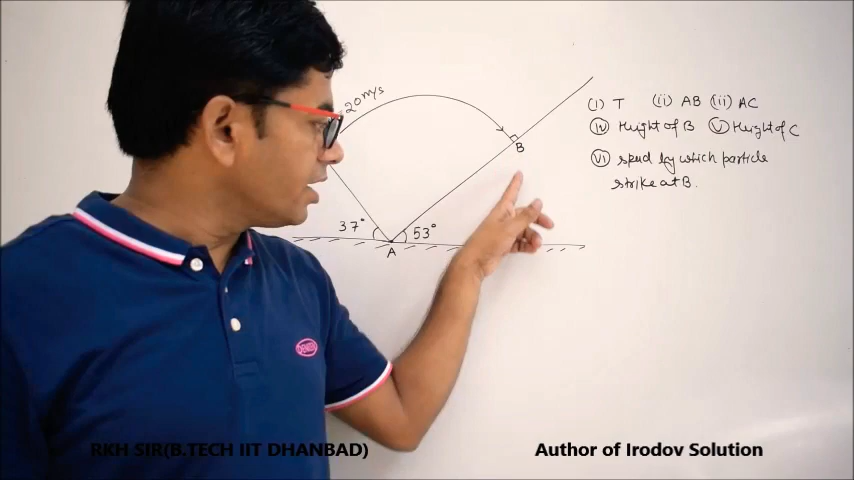 20m/s
(i) T (ii) AB (iii) AC
(iv) Height of B (v) Height of C
(vi) speed by which particle
strike at B.
B
37° 53°
A
RKH SIR(B.TECH IIT DHANBAD) Author of Irodov Solution